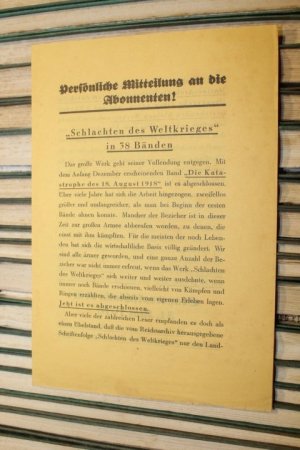 Persönliche Mitteilung an die
Abonnenten!
„Schlachten des Weltkrieges"
in 38 Bänden
Das große Werk geht seiner Vollendung entgegen. Mit
dem Anfang Dezember erscheinenden Band „Die Kata-
strophe des 8. August 1918" ist es abgeschlossen.
Über viele Jahre hat sich die Arbeit hingezogen, zweifellos
größer und umfangreicher, als man bei Beginn der ersten
Bände ahnen konnte. Mancher der Bezieher ist in dieser
Zeit zur großen Armee abberufen worden, zu denen, die
einst mit ihm kämpften. Für die meisten der noch Leben-
den hat sich die wirtschaftliche Basis völlig geändert. Wir
sind alle ärmer geworden, und eine ganze Anzahl der Be-
zieher war nicht immer erfreut, wenn das Werk „Schlachten
des Weltkrieges" sich weiter und weiter ausdehnte, wenn
immer noch Bände erschienen, vielleicht von Kämpfen und
Ringen erzählten, die abseits vom eigenen Erleben lagen.
Jetzt ist es abgeschlossen.
Aber viele der zahlreichen Leser empfanden es doch als
einen Übelstand, daß die vom Reichsarchiv herausgegebene
Schriftenfolge „Schlachten des Weltkrieges" nur den Land-